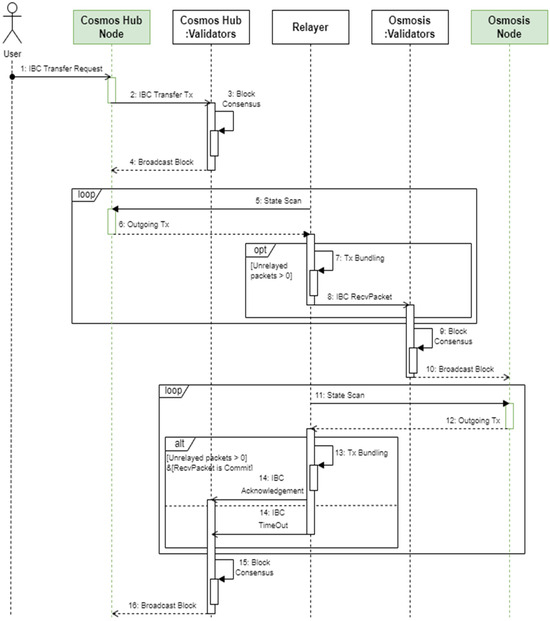 Cosmos Hub
Node
Cosmos Hub
:Validators
Relayer
Osmosis
:Validators
Osmosis
Node
User
1: IBC Transfer Request
2: IBC Transfer Tx
3: Block
Consensus
4: Broadcast Block
loop
5: State Scan
6: Outgoing Tx
opt
[Unrelayed
packets > 0]
7: Tx Bundling
8: IBC RecvPacket
9: Block
Consensus
10: Broadcast Block
loop
11: State Scan
12: Outgoing Tx
alt
[Unrelayed packets > 0]
&[RecvPacket is Commit]
13: Tx Bundling
14: IBC
Acknowledgement
14: IBC
TimeOut
15: Block
Consensus
16: Broadcast Block